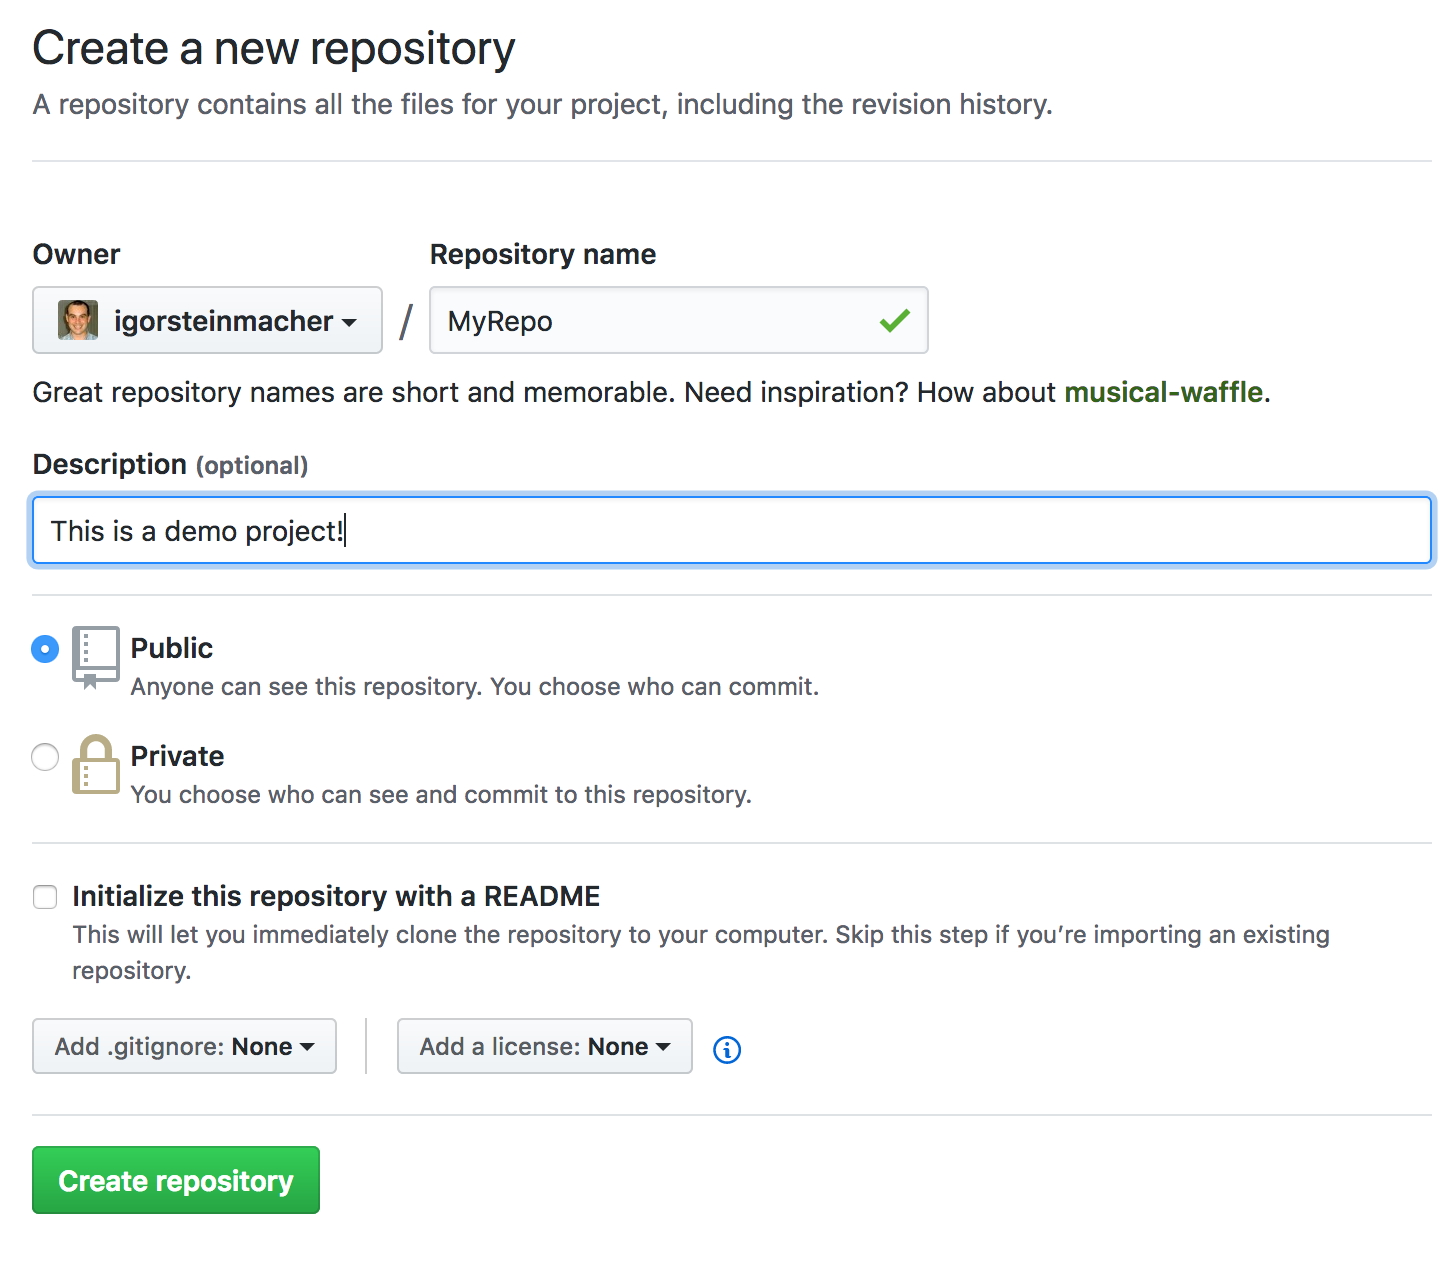 Create a new repository
A repository contains all the files for your project, including the revision history.
Owner
Repository name
igorsteinmacher / MyRepo
Great repository names are short and memorable. Need inspiration? How about musical-waffle.
Description (optional)
This is a demo project!
Public
Anyone can see this repository. You choose who can commit.
Private
You choose who can see and commit to this repository.
Initialize this repository with a README
This will let you immediately clone the repository to your computer. Skip this step if you’re importing an existing
repository.
Add .gitignore: None
Add a license: None
Create repository